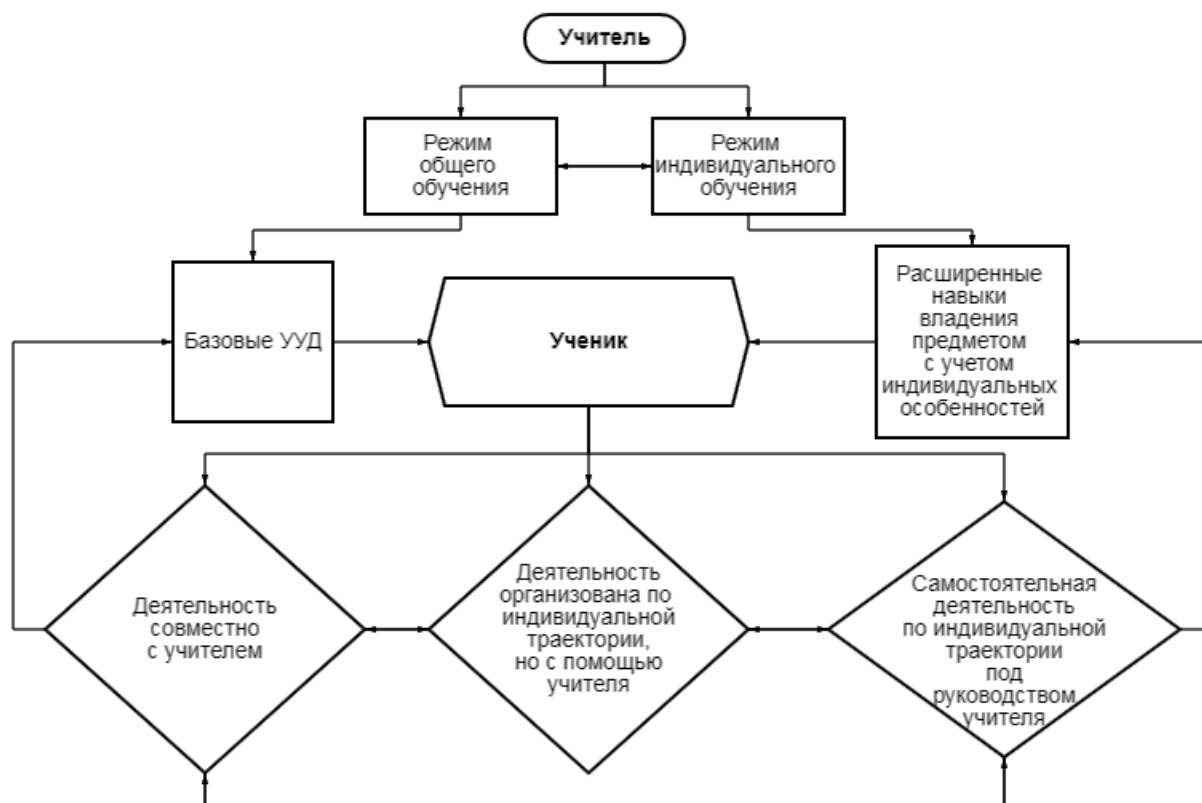 Учитель
Режим
общего
обучения
Режим
индивидуального
обучения
Базовые УУД
Ученик
Расширенные
навыки
владения
предметом
с учетом
индивидуальных
особенностей
Деятельность
совместно
с учителем
Деятельность
организована по
индивидуальной
траектории,
но с помощью
учителя
Самостоятельная
деятельность
по индивидуальной
траектории
под
руководством
учителя